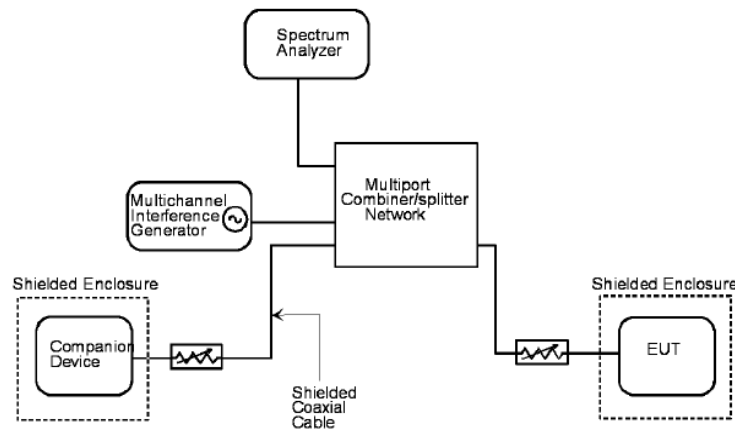 Spectrum
Analyzer
Multiport
Combiner/splitter
Network
Multichannel
Interference
Generator
Shielded Enclosure
Companion
Device
Shielded
Coaxial
Cable
Shielded Enclosure
EUT